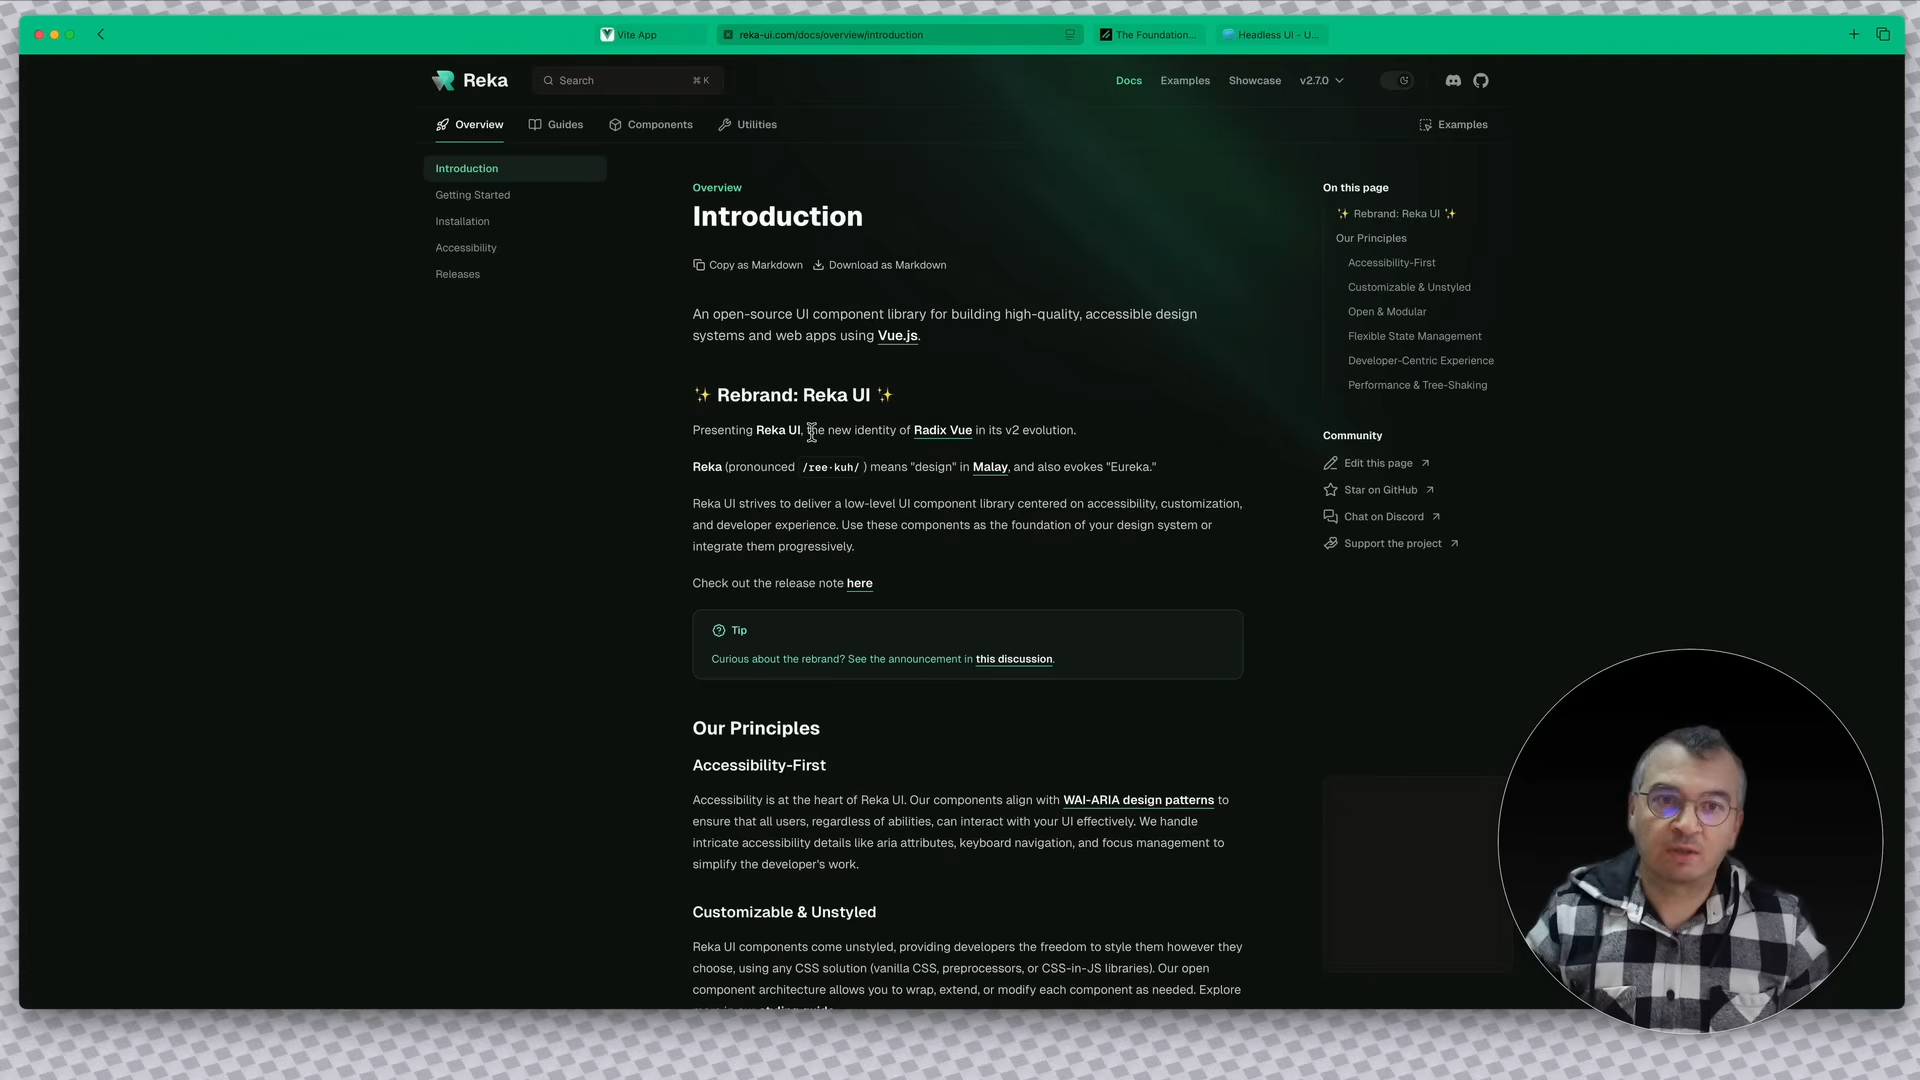 Vite App
reka-ui.com/docs/overview/introduction
The Foundation...
Headless UI - U...
Reka
Search
⌘ K
Docs
Examples
Showcase
v2.7.0
Overview
Guides
Components
Utilities
Examples
Introduction
Getting Started
Installation
Accessibility
Releases
Overview
Introduction
Copy as Markdown
Download as Markdown
An open-source UI component library for building high-quality, accessible design
systems and web apps using Vue.js.
✨ Rebrand: Reka UI ✨
Presenting Reka UI, the new identity of Radix Vue in its v2 evolution.
Reka (pronounced /ree·kuh/ ) means "design" in Malay, and also evokes "Eureka."
Reka UI strives to deliver a low-level UI component library centered on accessibility, customization,
and developer experience. Use these components as the foundation of your design system or
integrate them progressively.
Check out the release note here
Tip
Curious about the rebrand? See the announcement in this discussion.
Our Principles
Accessibility-First
Accessibility is at the heart of Reka UI. Our components align with WAI-ARIA design patterns to
ensure that all users, regardless of abilities, can interact with your UI effectively. We handle
intricate accessibility details like aria attributes, keyboard navigation, and focus management to
simplify the developer's work.
Customizable & Unstyled
Reka UI components come unstyled, providing developers the freedom to style them however they
choose, using any CSS solution (vanilla CSS, preprocessors, or CSS-in-JS libraries). Our open
component architecture allows you to wrap, extend, or modify each component as needed. Explore
On this page
✨ Rebrand: Reka UI ✨
Our Principles
Accessibility-First
Customizable & Unstyled
Open & Modular
Flexible State Management
Developer-Centric Experience
Performance & Tree-Shaking
Community
Edit this page
Star on GitHub
Chat on Discord
Support the project